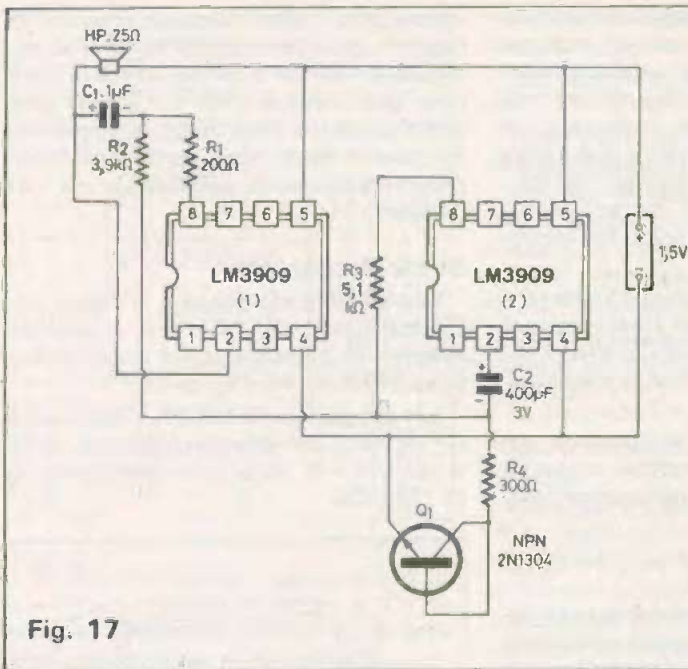 HP.25Ω
C1.1µF
+ -
R2
3,9kΩ
R1
200Ω
8 7 6 5
LM3909
(1)
1 2 3 4
R3
5,1
kΩ
8 7 6 5
LM3909
(2)
1 2 3 4
+
1,5V
-
+
C2
400µF
-
3V
R4
300Ω
Q1
NPN
2N1304
Fig. 17